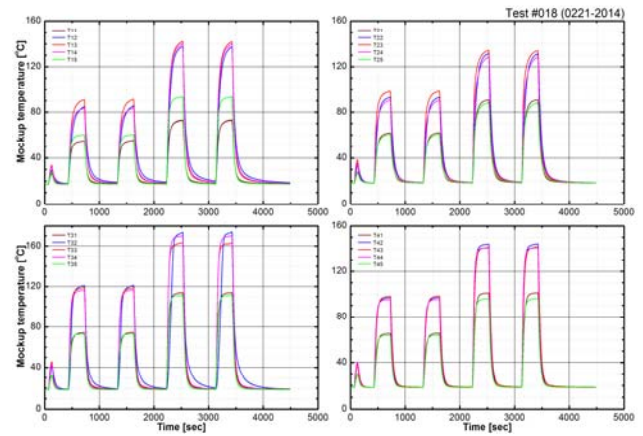 Test #018 (0221-2014)
Mockup temperature [°C]
160
120
80
40
0
T11
T12
T13
T14
T15
0 1000 2000 3000 4000 5000
160
120
80
40
0
T22
T23
T24
T25
0 1000 2000 3000 4000 5000
Mockup temperature [°C]
160
120
80
40
0
T31
T32
T33
T34
T35
0 1000 2000 3000 4000 5000
Time [sec]
160
120
80
40
0
T41
T42
T43
T44
T45
0 1000 2000 3000 4000 5000
Time [sec]